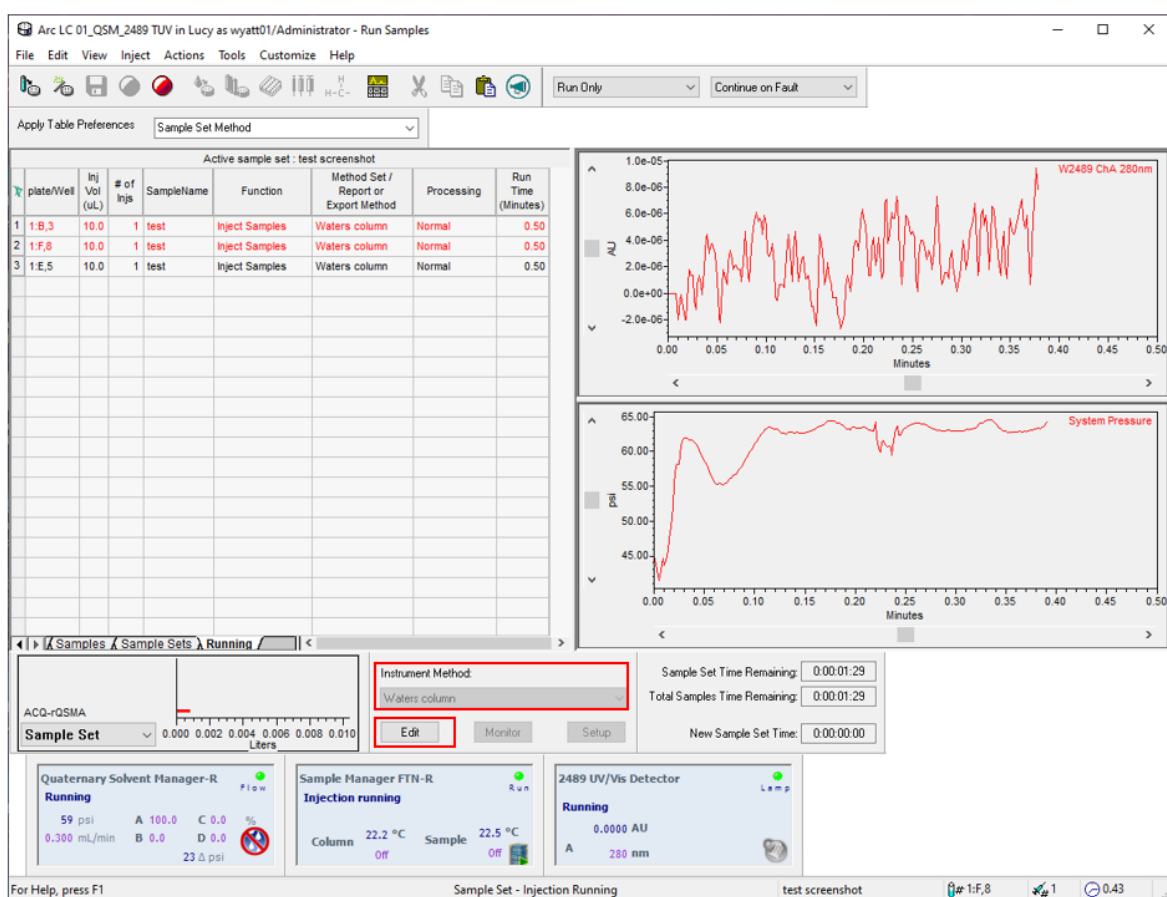 Arc LC 01_QSM_2489 TUV in Lucy as wyatt01/Administrator - Run Samples
File Edit View Inject Actions Tools Customize Help
H
H-C-
Run Only
Continue on Fault
Apply Table Preferences
Sample Set Method
Active sample set : test screenshot
plate/Well Inj Vol (uL) # of Injs SampleName Function Method Set / Report or Export Method Processing Run Time (Minutes)
1 1:B,3 10.0 1 test Inject Samples Waters column Normal 0.50
2 1:F,8 10.0 1 test Inject Samples Waters column Normal 0.50
3 1:E,5 10.0 1 test Inject Samples Waters column Normal 0.50
Samples Sample Sets Running
W2489 ChA 280nm
1.0e-05
8.0e-06
6.0e-06
4.0e-06
2.0e-06
0.0e+00
-2.0e-06
AU
0.00 0.05 0.10 0.15 0.20 0.25 0.30 0.35 0.40 0.45 0.50
Minutes
System Pressure
65.00
60.00
55.00
50.00
45.00
psi
0.00 0.05 0.10 0.15 0.20 0.25 0.30 0.35 0.40 0.45 0.50
Minutes
ACQ-rQSMA
Sample Set
0.000 0.002 0.004 0.006 0.008 0.010
Liters
Instrument Method:
Waters column
Edit Monitor Setup
Sample Set Time Remaining: 0:00:01:29
Total Samples Time Remaining: 0:00:01:29
New Sample Set Time: 0:00:00:00
Quaternary Solvent Manager-R
Flow
Running
59 psi A 100.0 C 0.0 %
0.300 mL/min B 0.0 D 0.0
23 Δ psi
Sample Manager FTN-R
Run
Injection running
Column 22.2 °C Sample 22.5 °C
Off Off
2489 UV/Vis Detector
Lamp
Running
0.0000 AU
A 280 nm
For Help, press F1
Sample Set - Injection Running
test screenshot
# 1:F,8
# 1
0.43